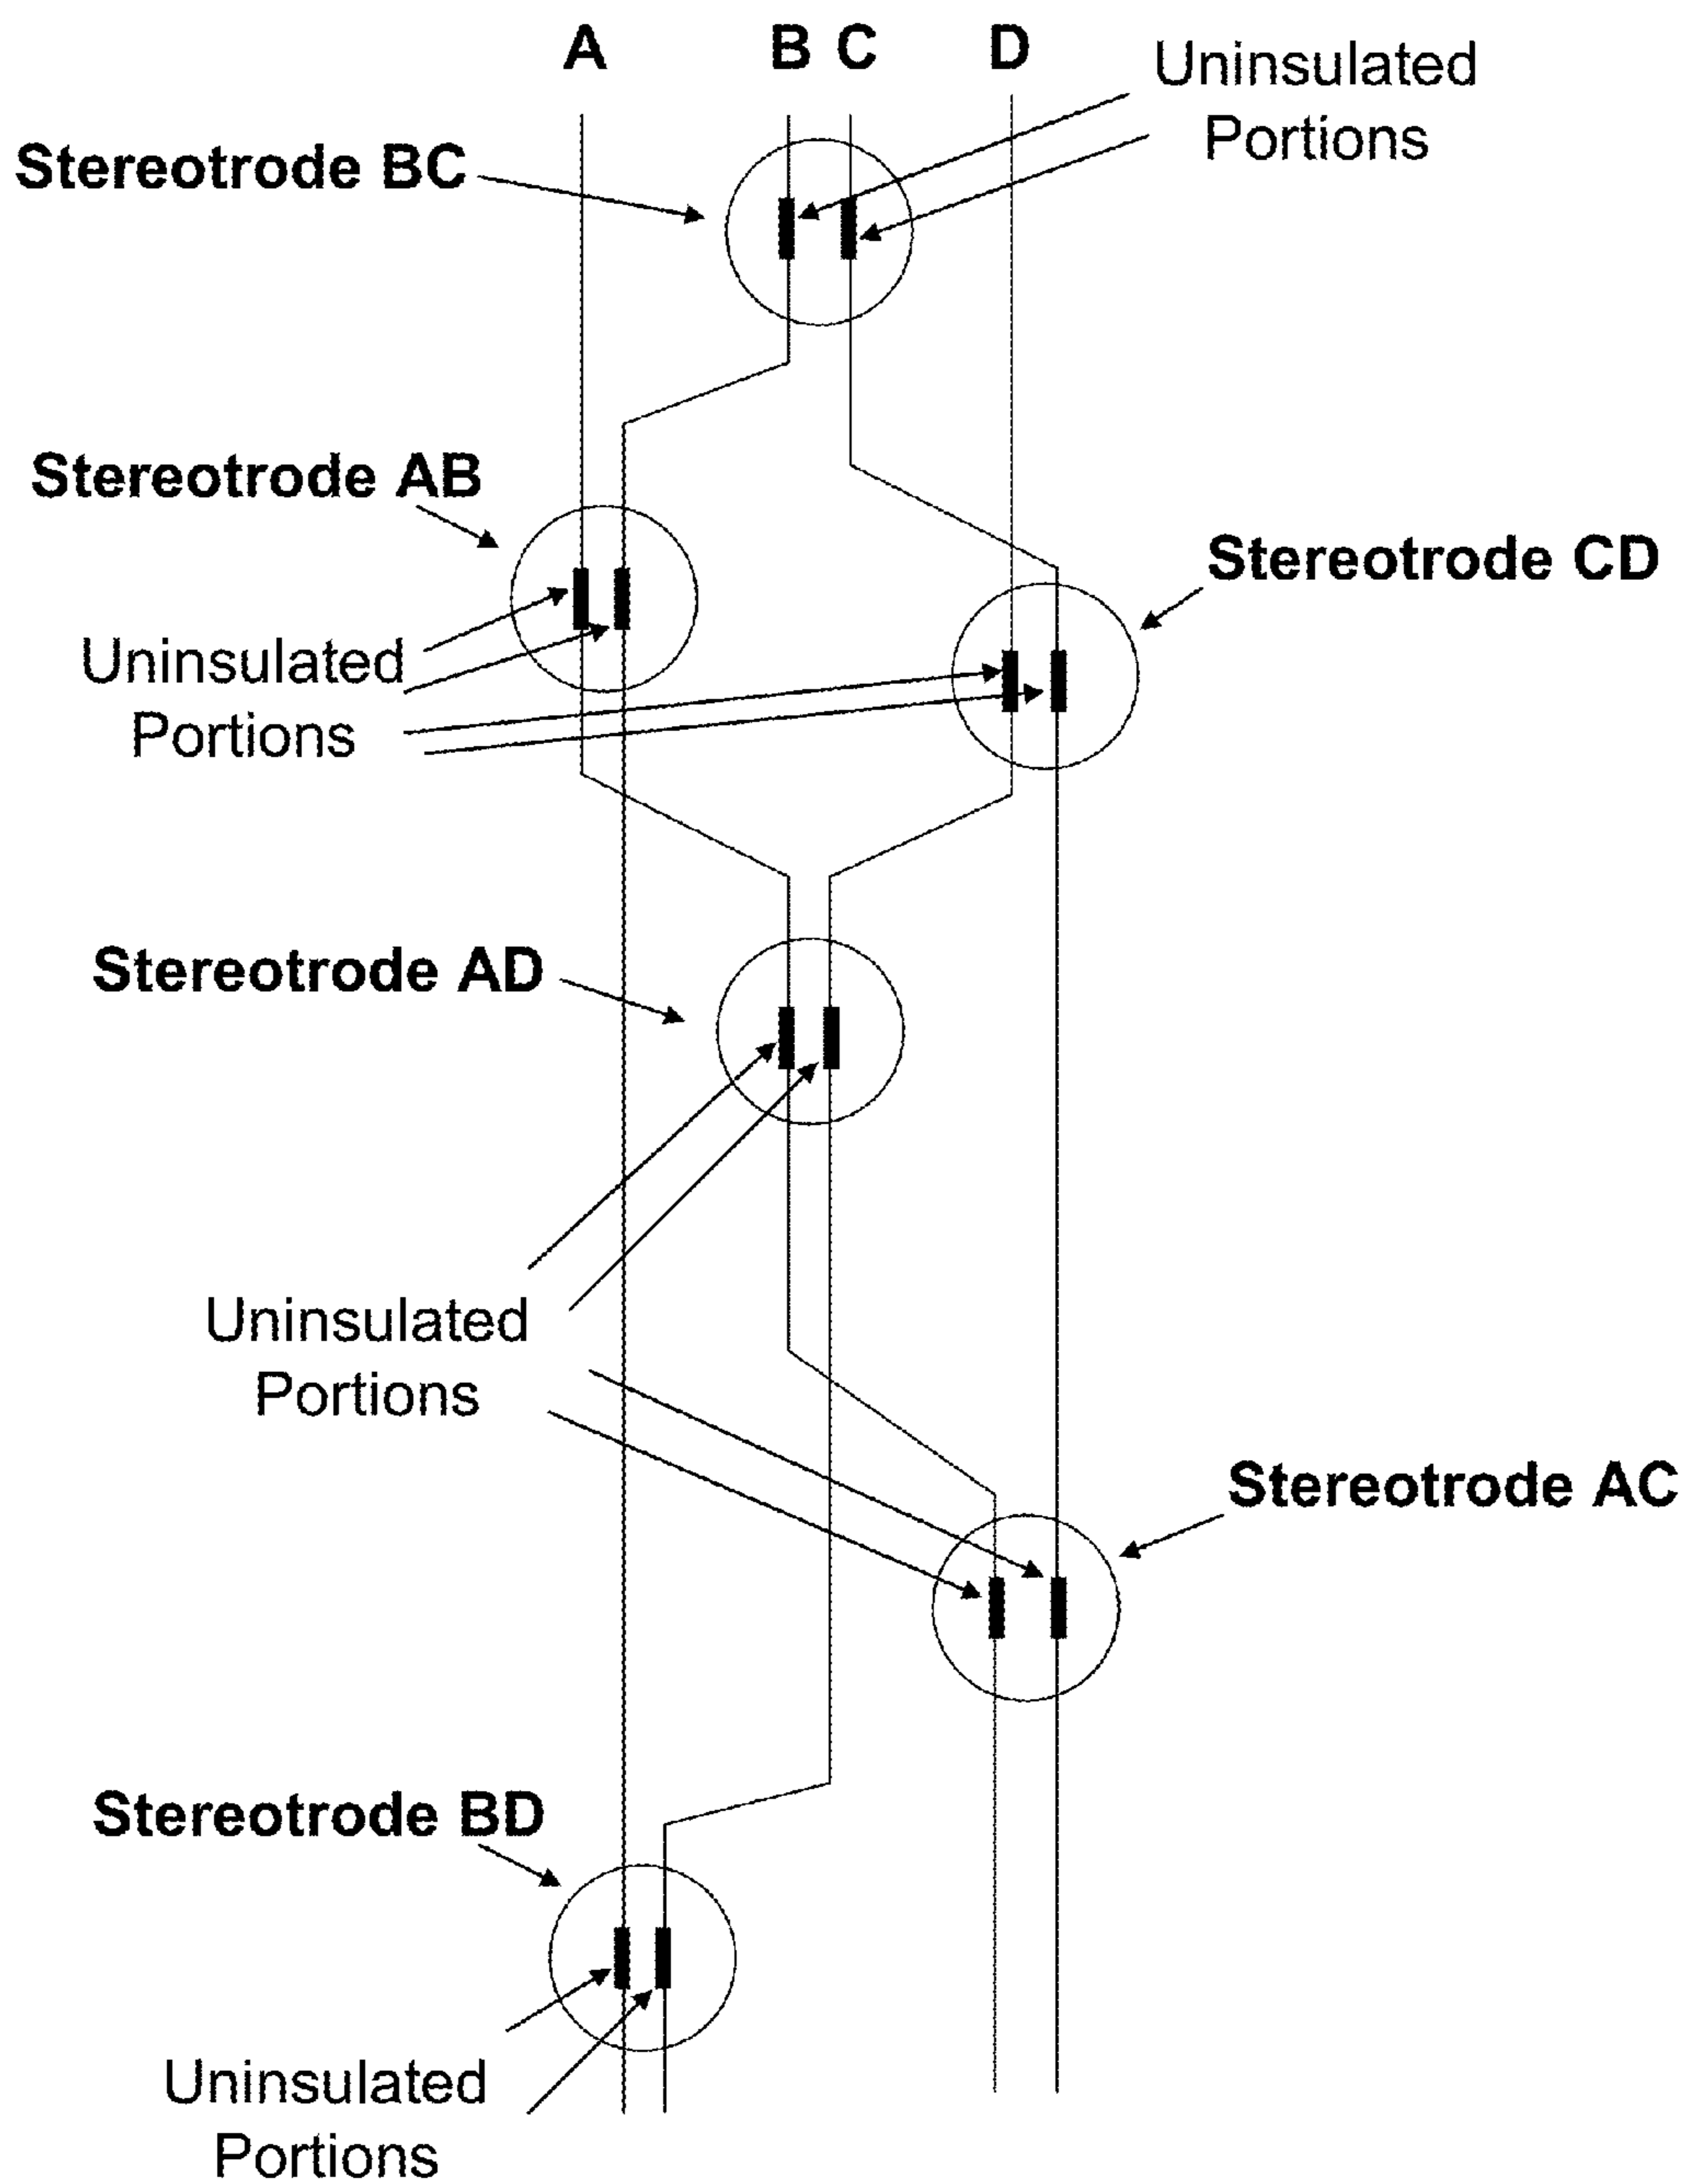 A B C D
Uninsulated
Portions
Stereotrode BC
Stereotrode AB
Stereotrode CD
Uninsulated
Portions
Stereotrode AD
Uninsulated
Portions
Stereotrode AC
Stereotrode BD
Uninsulated
Portions